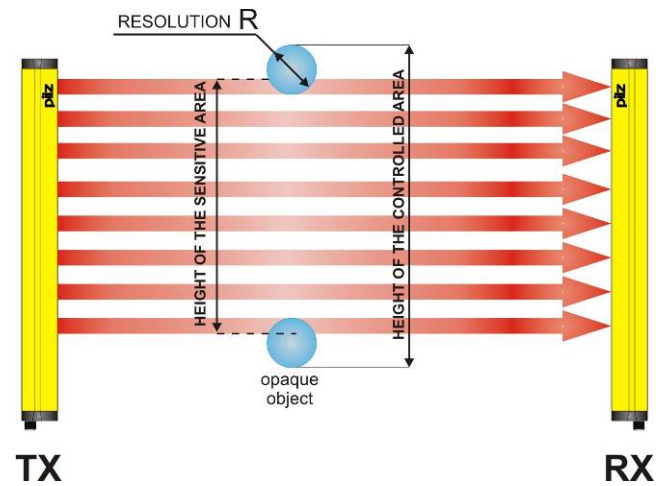 RESOLUTION R
pilz
pilz
HEIGHT OF THE SENSITIVE AREA
HEIGHT OF THE CONTROLLED AREA
opaque
object
TX
RX